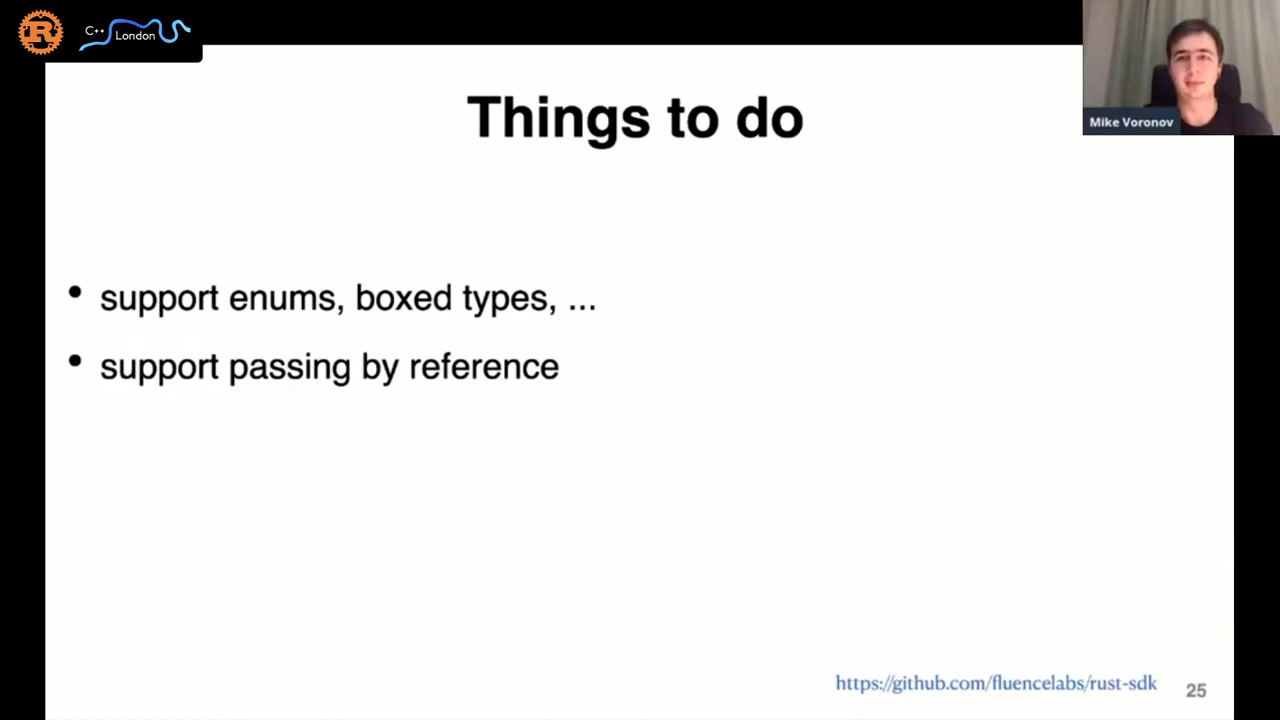 R
C++
London
Mike Voronov
Things to do
• support enums, boxed types, ...
• support passing by reference
https://github.com/fluencelabs/rust-sdk
25